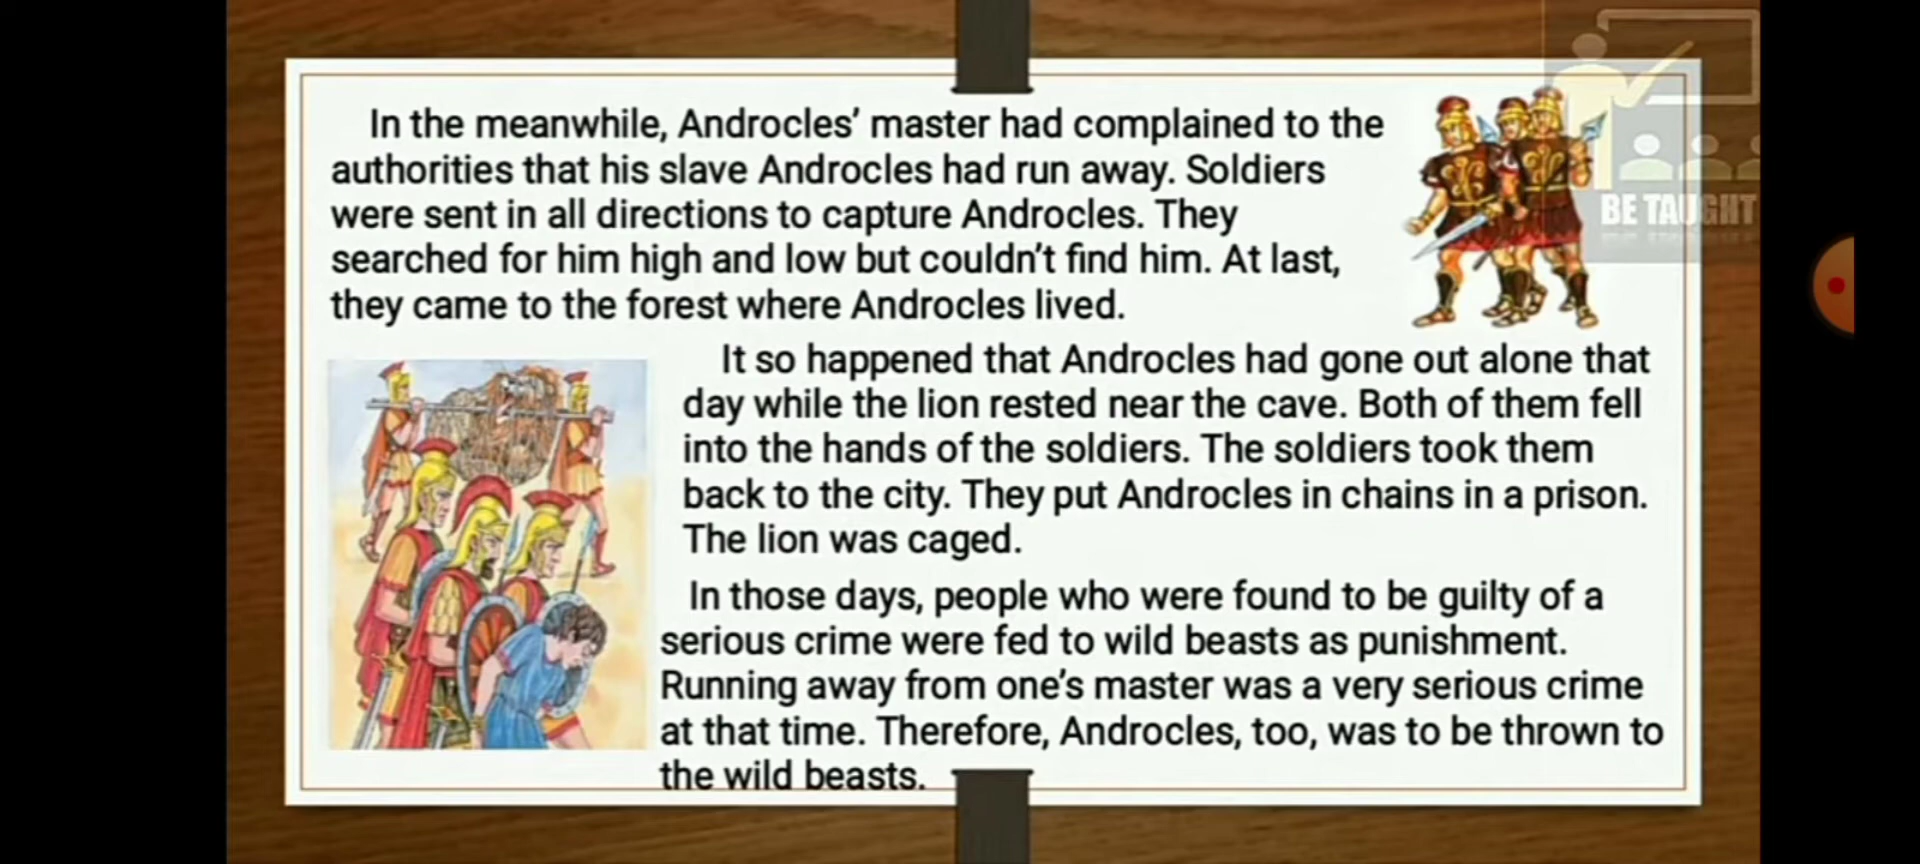 In the meanwhile, Androcles’ master had complained to the
authorities that his slave Androcles had run away. Soldiers
were sent in all directions to capture Androcles. They
searched for him high and low but couldn’t find him. At last,
they came to the forest where Androcles lived.
BE TAUGHT
It so happened that Androcles had gone out alone that
day while the lion rested near the cave. Both of them fell
into the hands of the soldiers. The soldiers took them
back to the city. They put Androcles in chains in a prison.
The lion was caged.
In those days, people who were found to be guilty of a
serious crime were fed to wild beasts as punishment.
Running away from one’s master was a very serious crime
at that time. Therefore, Androcles, too, was to be thrown to
the wild beasts.